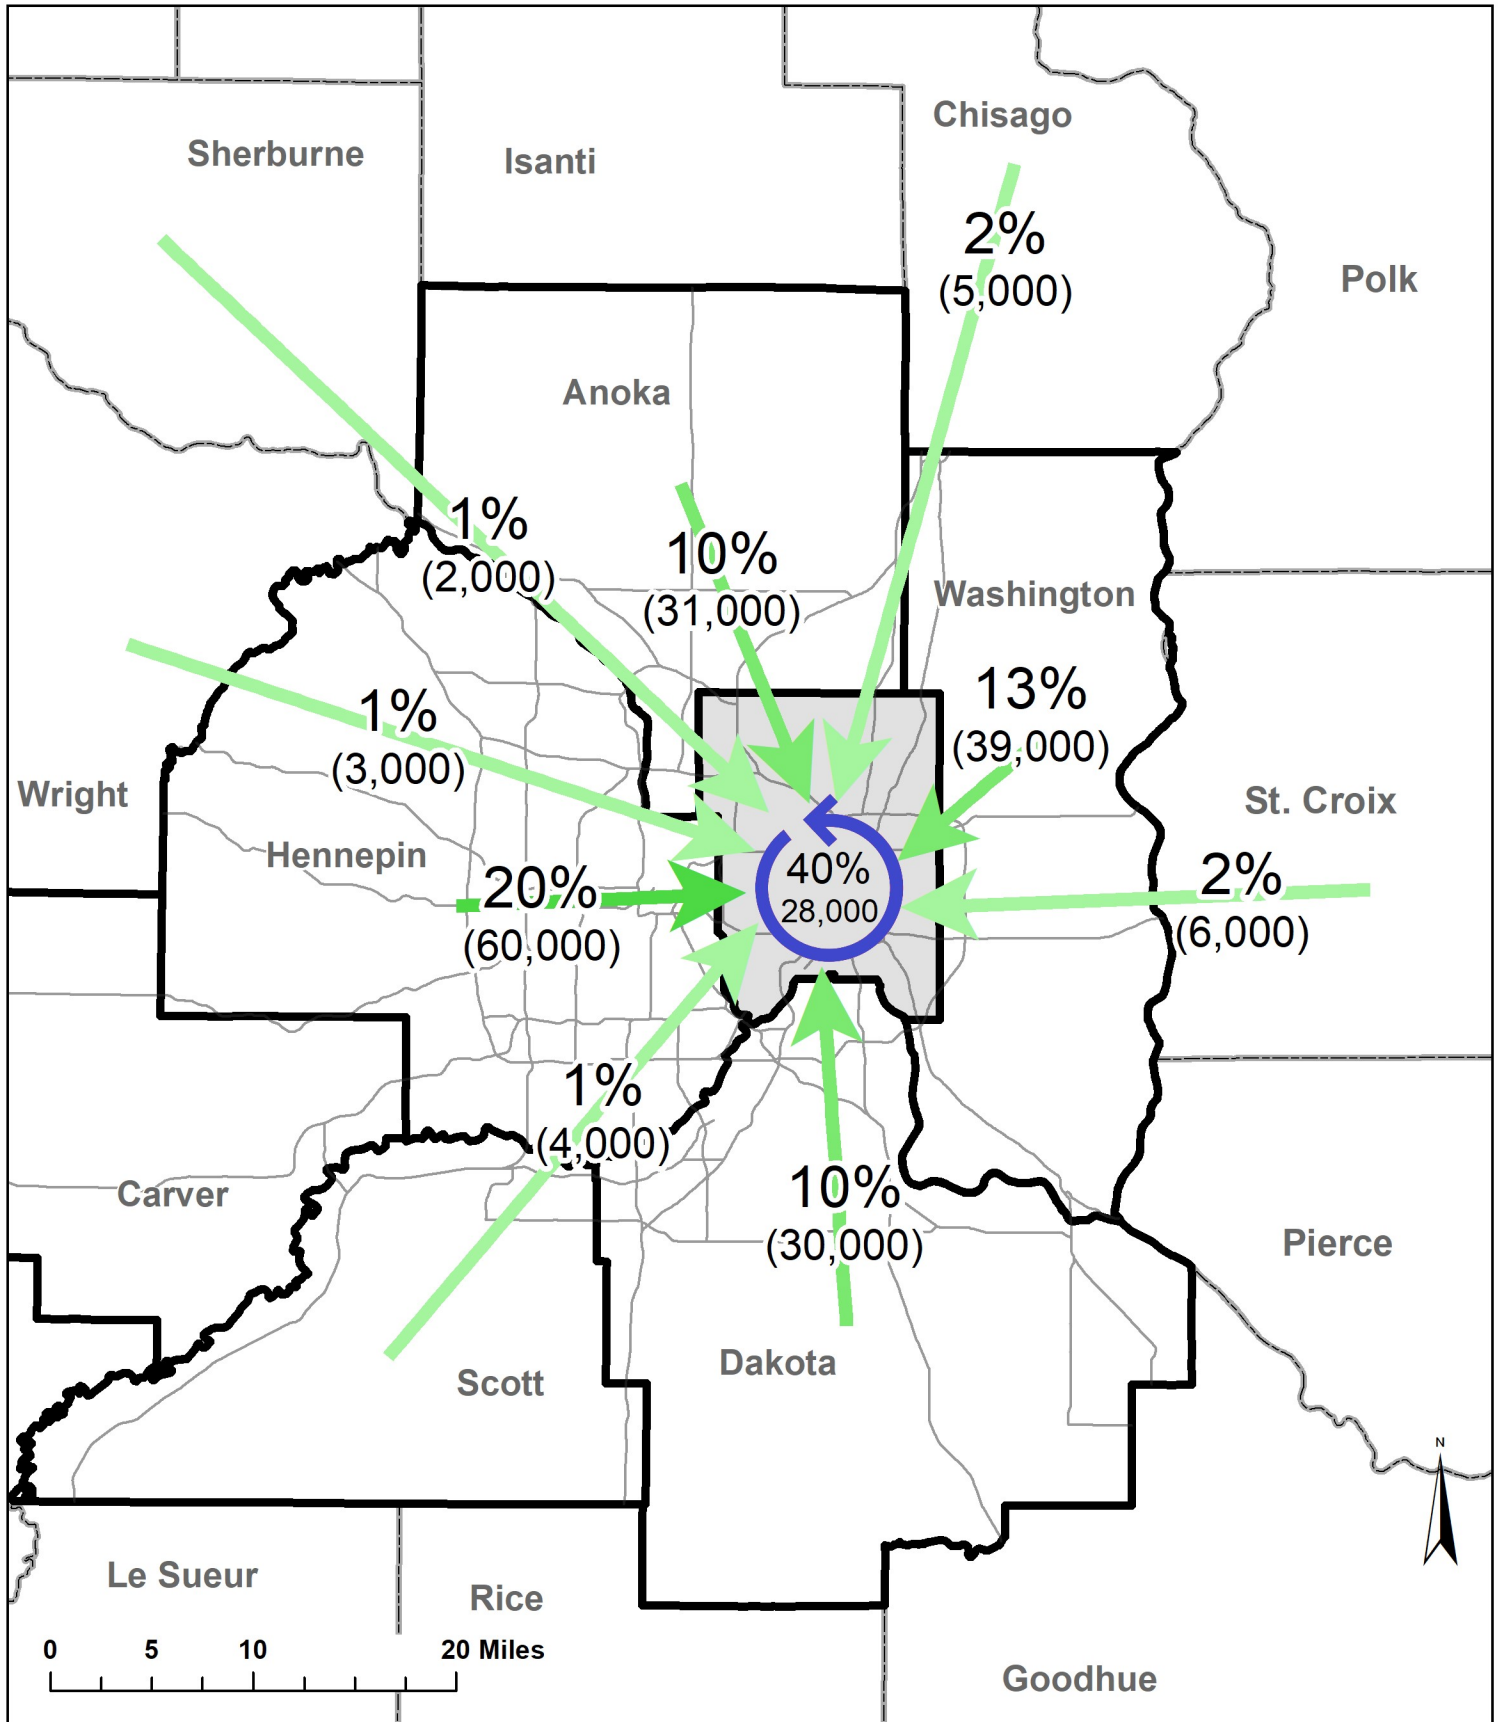 Chisago
Sherburne
Isanti
2%
(5,000)
Polk
Anoka
1%
(2,000)
10%
(31,000)
Washington
13%
(39,000)
1%
(3,000)
Wright
St. Croix
Hennepin
40%
28,000
20%
(60,000)
2%
(6,000)
1%
(4,000)
Carver
10%
(30,000)
Pierce
Dakota
Scott
N
Le Sueur
Rice
0 5 10 20 Miles
Goodhue